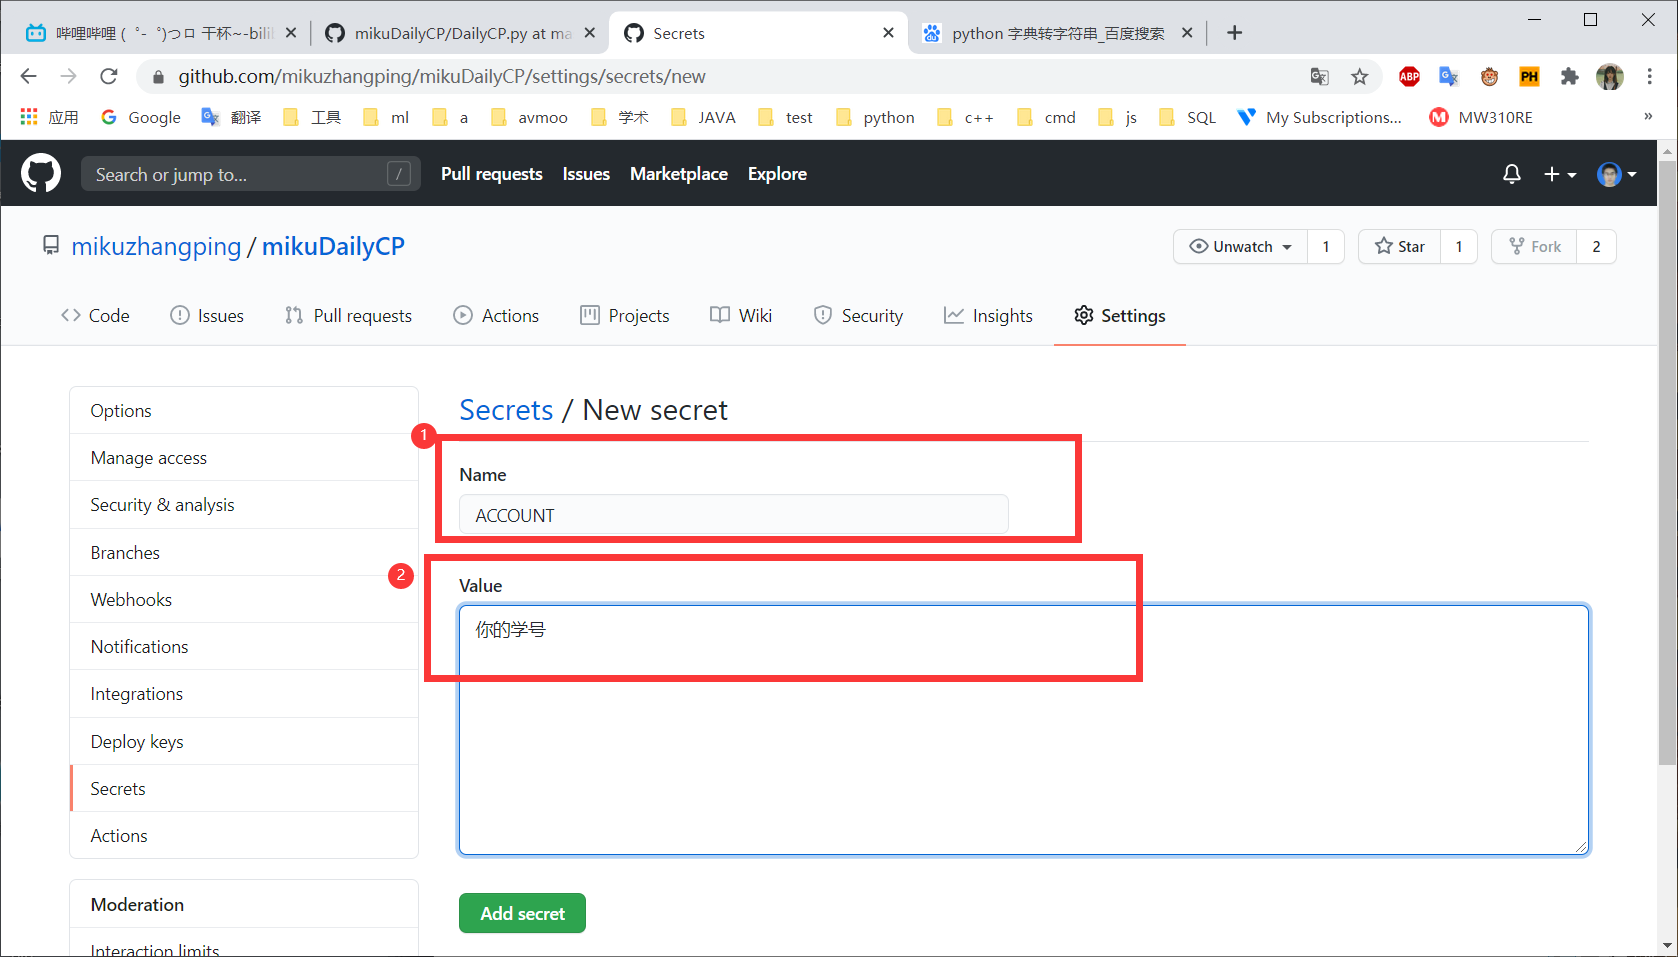 哔哩哔哩 (゜-゜)つロ 干杯~-bili
mikuDailyCP/DailyCP.py at ma
Secrets
python 字典转字符串_百度搜索
github.com/mikuzhangping/mikuDailyCP/settings/secrets/new
ABP
PH
应用
Google
翻译
工具
ml
a
avmoo
学术
JAVA
test
python
c++
cmd
js
SQL
My Subscriptions...
M
MW310RE
»
Search or jump to...
/
Pull requests
Issues
Marketplace
Explore
mikuzhangping / mikuDailyCP
Unwatch
1
Star
1
Fork
2
Code
Issues
Pull requests
Actions
Projects
Wiki
Security
Insights
Settings
Options
Manage access
Security & analysis
Branches
Webhooks
Notifications
Integrations
Deploy keys
Secrets
Actions
Moderation
Interaction limits
Secrets / New secret
1
Name
ACCOUNT
2
Value
你的学号
Add secret